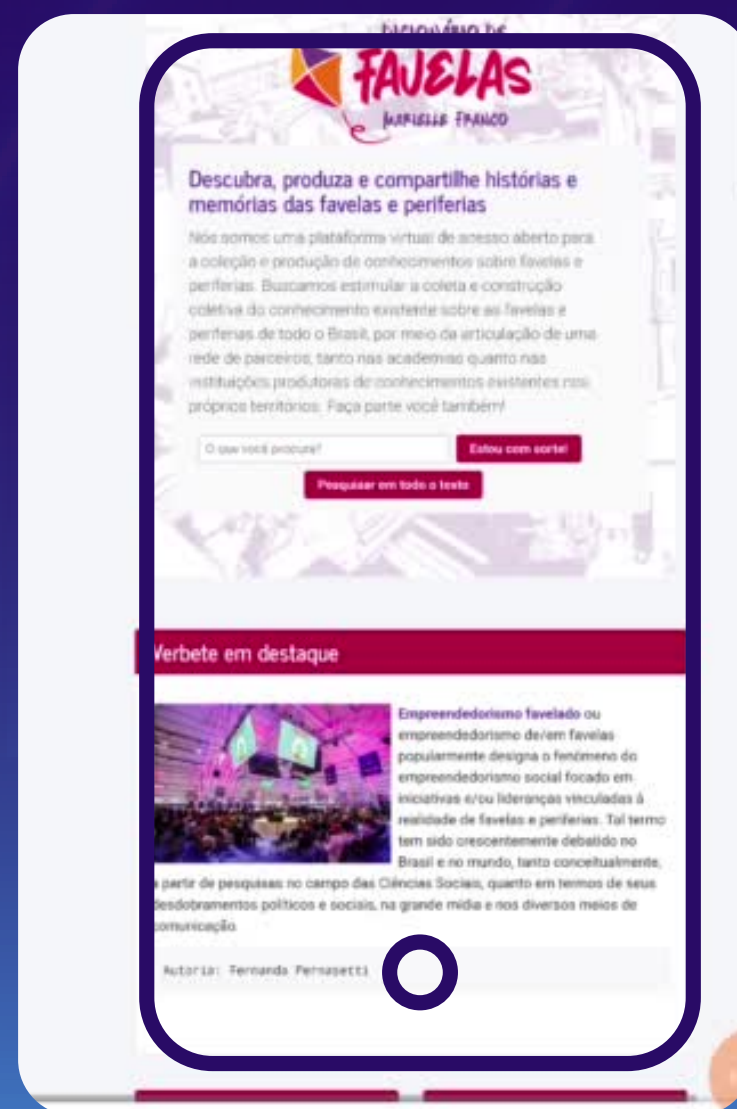 DICIONÁRIO DE
FAVELAS
MARIELLE FRANCO
Descubra, produza e compartilhe histórias e
memórias das favelas e periferias
Nós somos uma plataforma virtual de acesso aberto para
a coleção e produção de conhecimentos sobre favelas e
periferias. Buscamos estimular a coleta e construção
coletiva do conhecimento existente sobre as favelas e
periferias de todo o Brasil, por meio da articulação de uma
rede de parceiros, tanto nas academias quanto nas
instituições produtoras de conhecimentos existentes nos
próprios territórios. Faça parte você também!
O que você procura?
Estou com sorte!
Pesquisar em todo o texto
Verbete em destaque
Empreendedorismo favelado ou
empreendedorismo de/em favelas
popularmente designa o fenômeno do
empreendedorismo social focado em
iniciativas e/ou lideranças vinculadas à
realidade de favelas e periferias. Tal termo
tem sido crescentemente debatido no
Brasil e no mundo, tanto conceitualmente,
a partir de pesquisas no campo das Ciências Sociais, quanto em termos de seus
desdobramentos políticos e sociais, na grande mídia e nos diversos meios de
comunicação.
Autoria: Fernanda Pernasetti